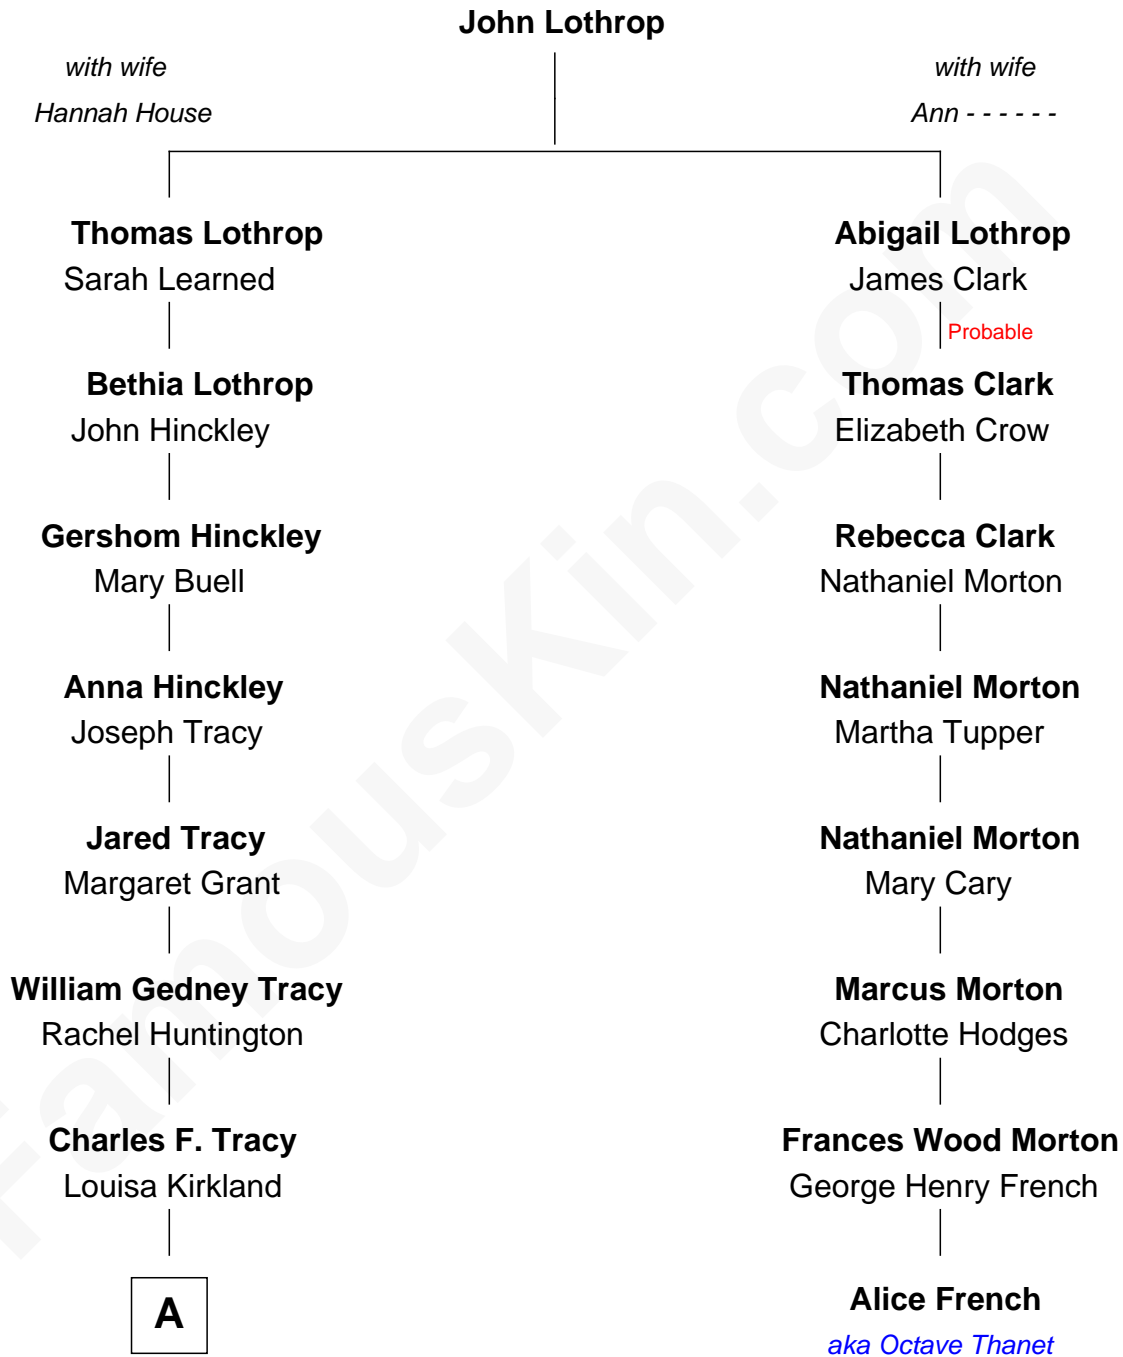 John Lothrop
with wife
Hannah House
with wife
Ann - - - - - -
Thomas Lothrop
Sarah Learned
Abigail Lothrop
James Clark
Probable
Bethia Lothrop
John Hinckley
Thomas Clark
Elizabeth Crow
Gershom Hinckley
Mary Buell
Rebecca Clark
Nathaniel Morton
Anna Hinckley
Joseph Tracy
Nathaniel Morton
Martha Tupper
Jared Tracy
Margaret Grant
Nathaniel Morton
Mary Cary
William Gedney Tracy
Rachel Huntington
Marcus Morton
Charlotte Hodges
Charles F. Tracy
Louisa Kirkland
Frances Wood Morton
George Henry French
A
Alice French
aka Octave Thanet
FamousKin.com